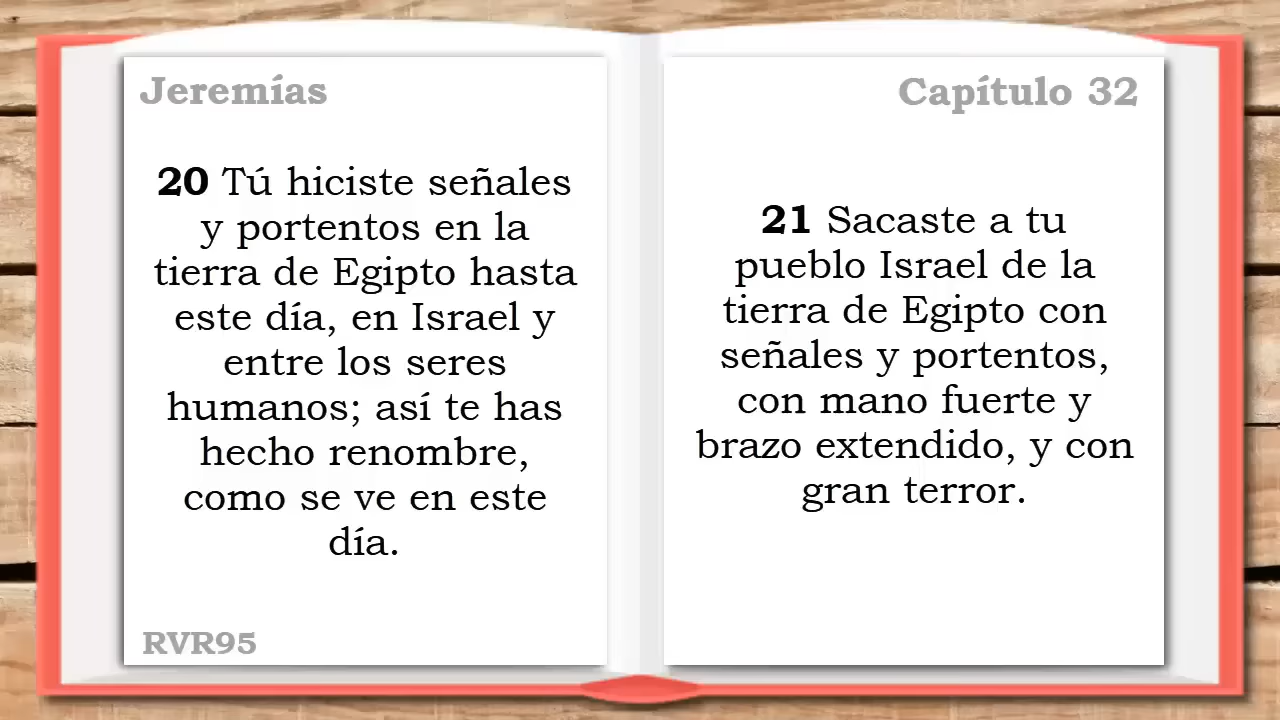 Jeremías
20 Tú hiciste señales
y portentos en la
tierra de Egipto hasta
este día, en Israel y
entre los seres
humanos; así te has
hecho renombre,
como se ve en este
día.
RVR95
Capítulo 32
21 Sacaste a tu
pueblo Israel de la
tierra de Egipto con
señales y portentos,
con mano fuerte y
brazo extendido, y con
gran terror.